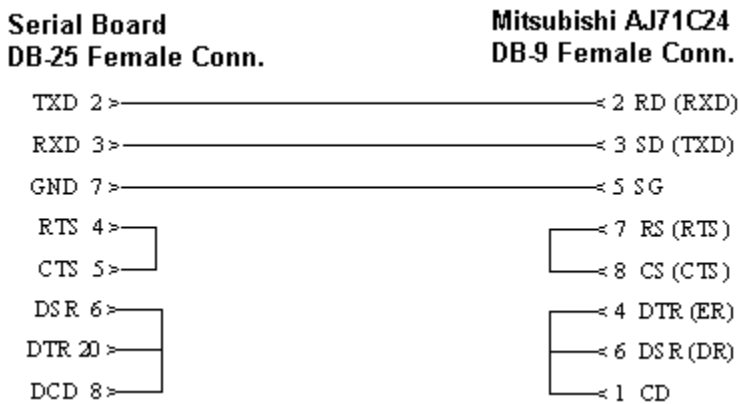 Serial Board
DB-25 Female Conn.
Mitsubishi AJ71C24
DB-9 Female Conn.
TXD 2 2 RD (RXD)
RXD 3 3 SD (TXD)
GND 7 5 SG
RTS 4 7 RS (RTS)
CTS 5 8 CS (CTS)
DSR 6 4 DTR (ER)
DTR 20 6 DSR (DR)
DCD 8 1 CD